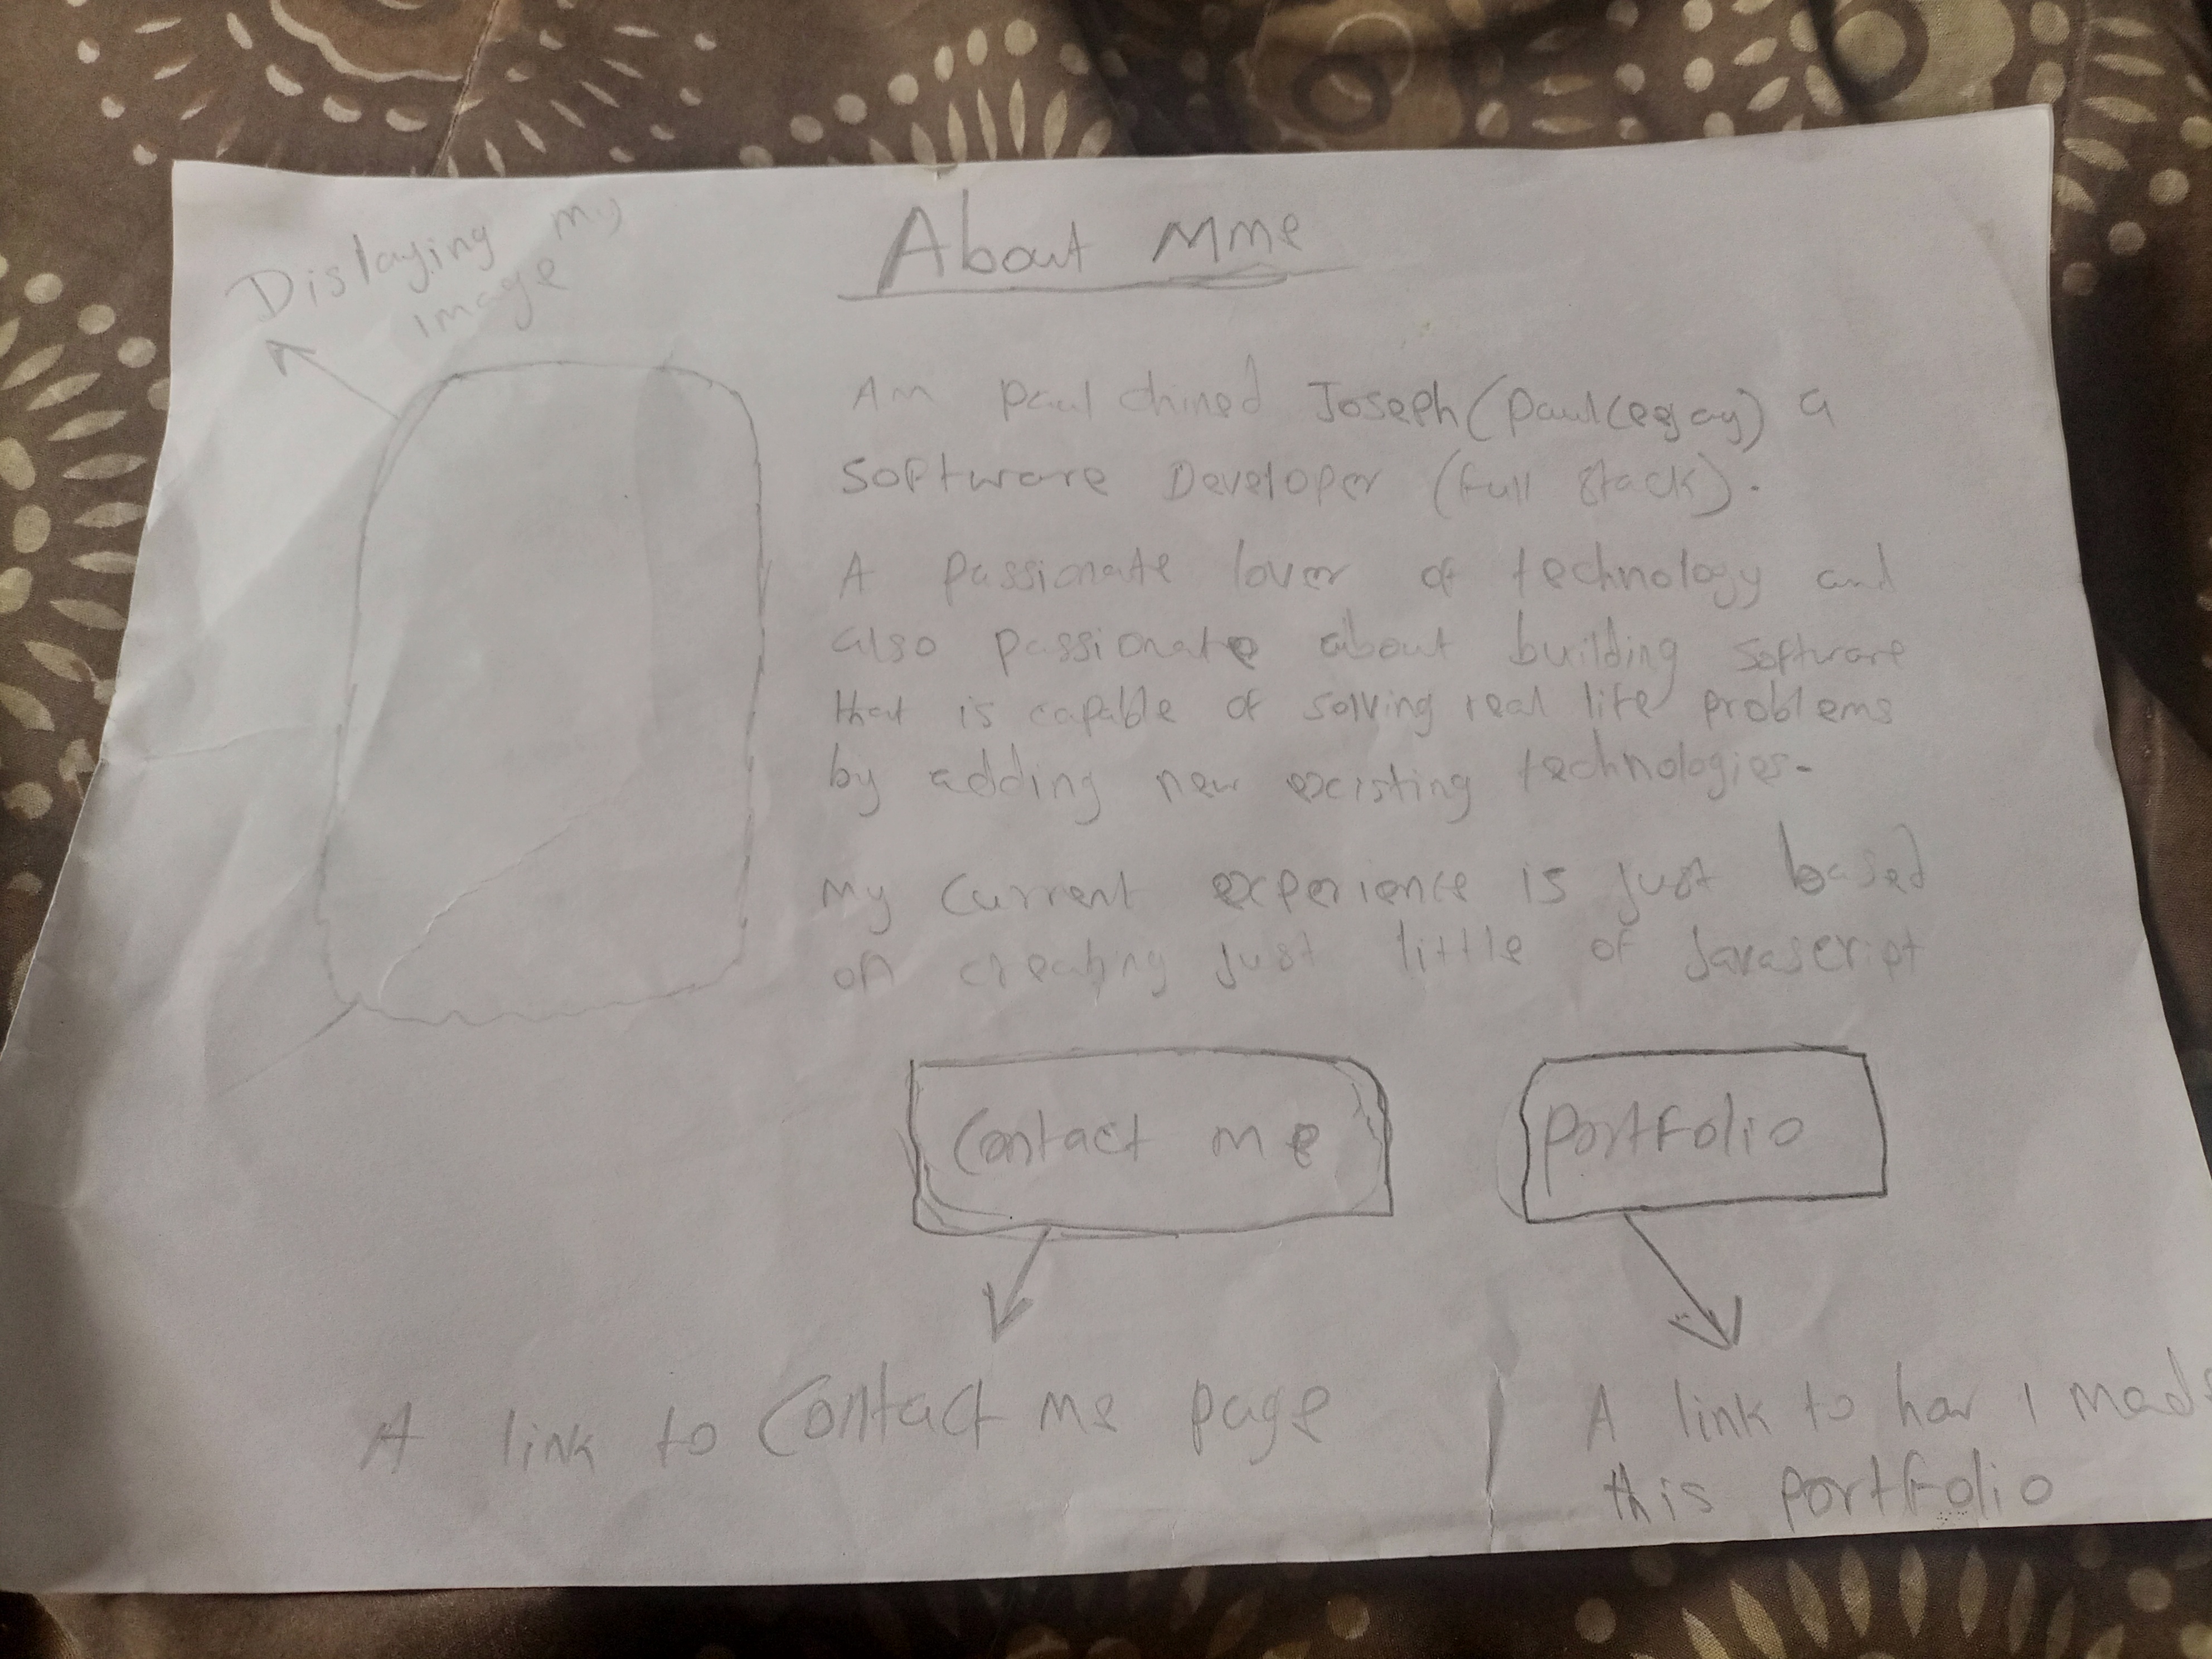 About Mme
Dislaying my
image
Am paul chined Joseph (paulcegay) a
Software Developer (full stack).
A passionate lover of technology and
also passionate about building software
that is capable of solving real life problems
by adding new existing technologies.
My current experience is just based
on creating just little of Javascript
Contact me
portfolio
A link to Contact me page
A link to how I made
this portfolio